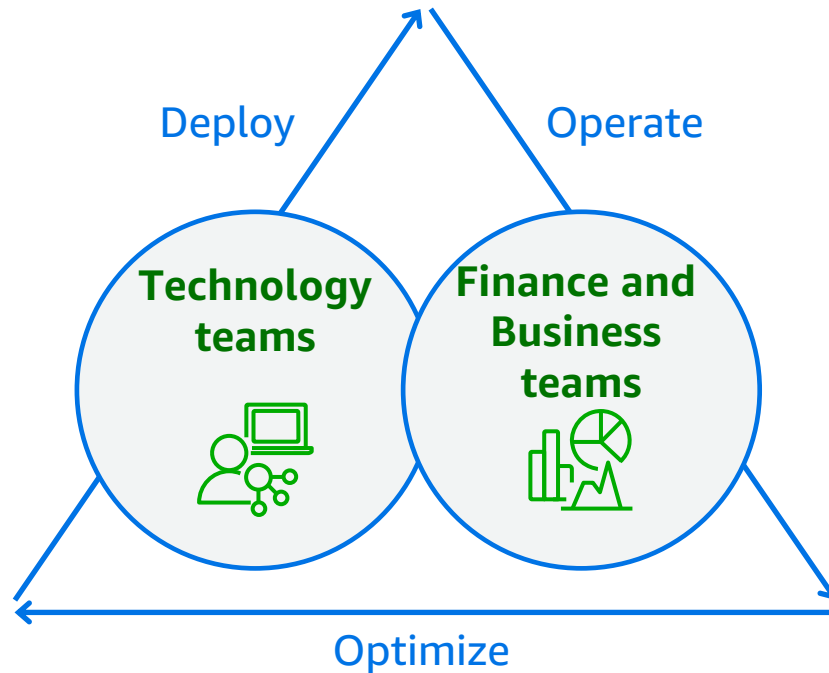 Deploy
Operate
Technology
teams
Finance and
Business
teams
Optimize